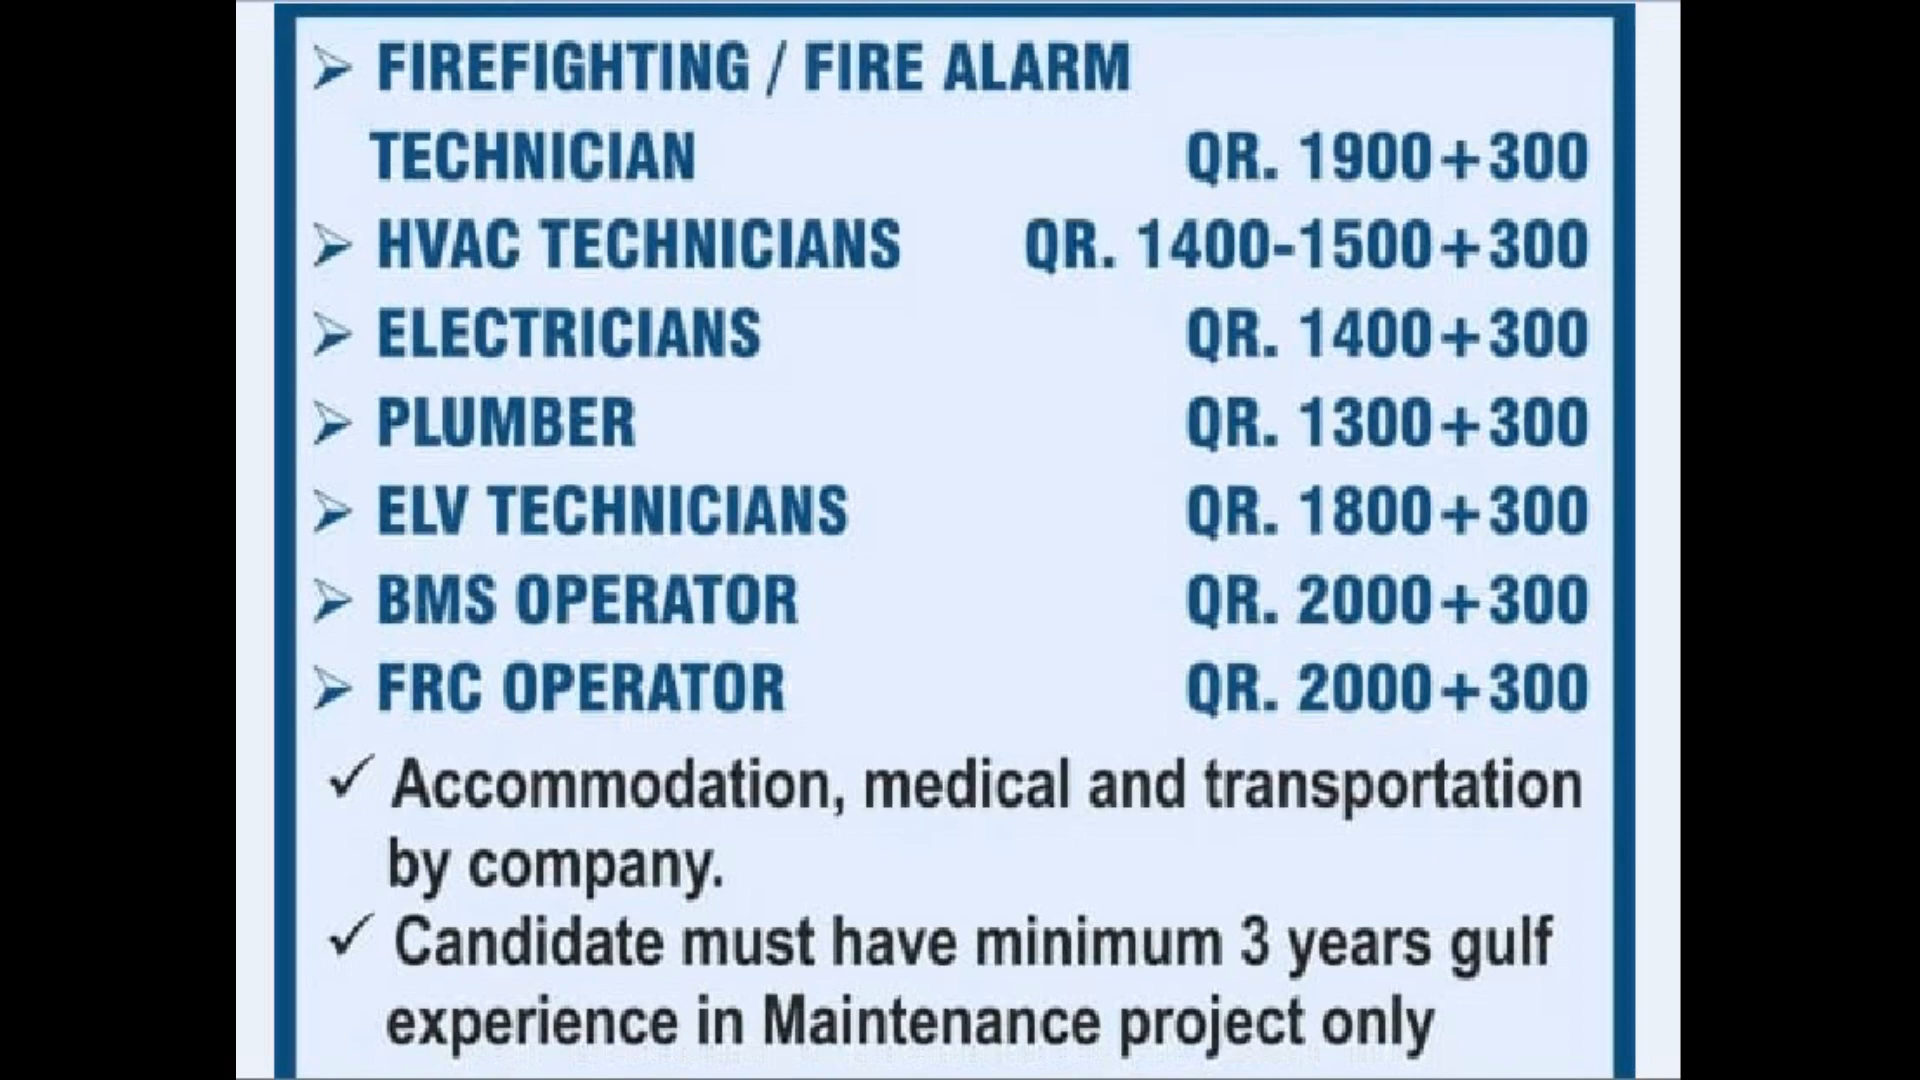 FIREFIGHTING / FIRE ALARM
TECHNICIAN QR. 1900+300
HVAC TECHNICIANS QR. 1400-1500+300
ELECTRICIANS QR. 1400+300
PLUMBER QR. 1300+300
ELV TECHNICIANS QR. 1800+300
BMS OPERATOR QR. 2000+300
FRC OPERATOR QR. 2000+300
✓ Accommodation, medical and transportation
by company.
✓ Candidate must have minimum 3 years gulf
experience in Maintenance project only